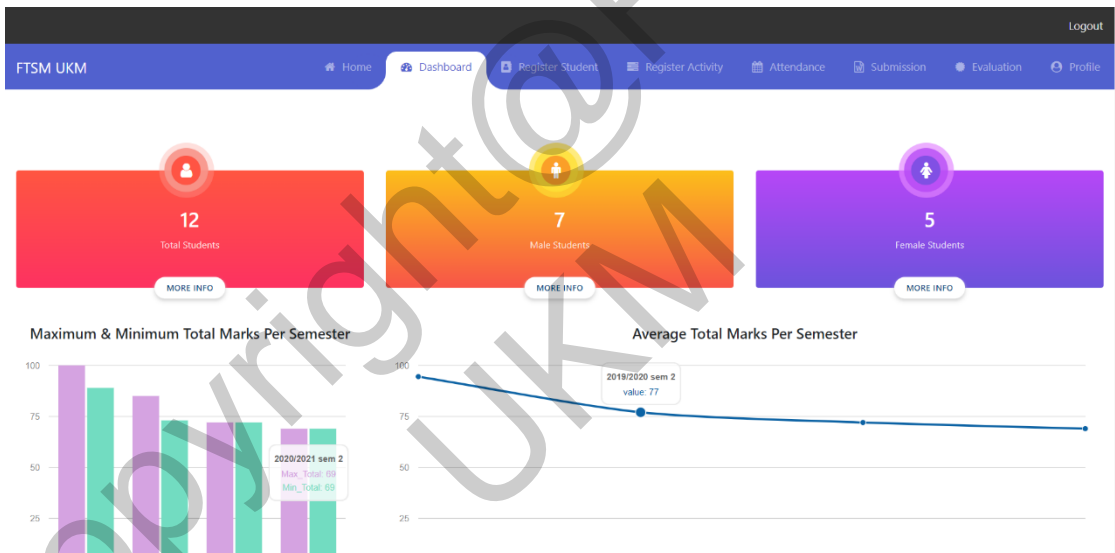 Logout
FTSM UKM Home Dashboard Register Student Register Activity Attendance Submission Evaluation Profile
12
Total Students
MORE INFO
7
Male Students
MORE INFO
5
Female Students
MORE INFO
Maximum & Minimum Total Marks Per Semester
100
75
50
25
2020/2021 sem 2
Max_Total: 69
Min_Total: 69
Average Total Marks Per Semester
100
75
50
25
2019/2020 sem 2
value: 77
opyright@
UKM